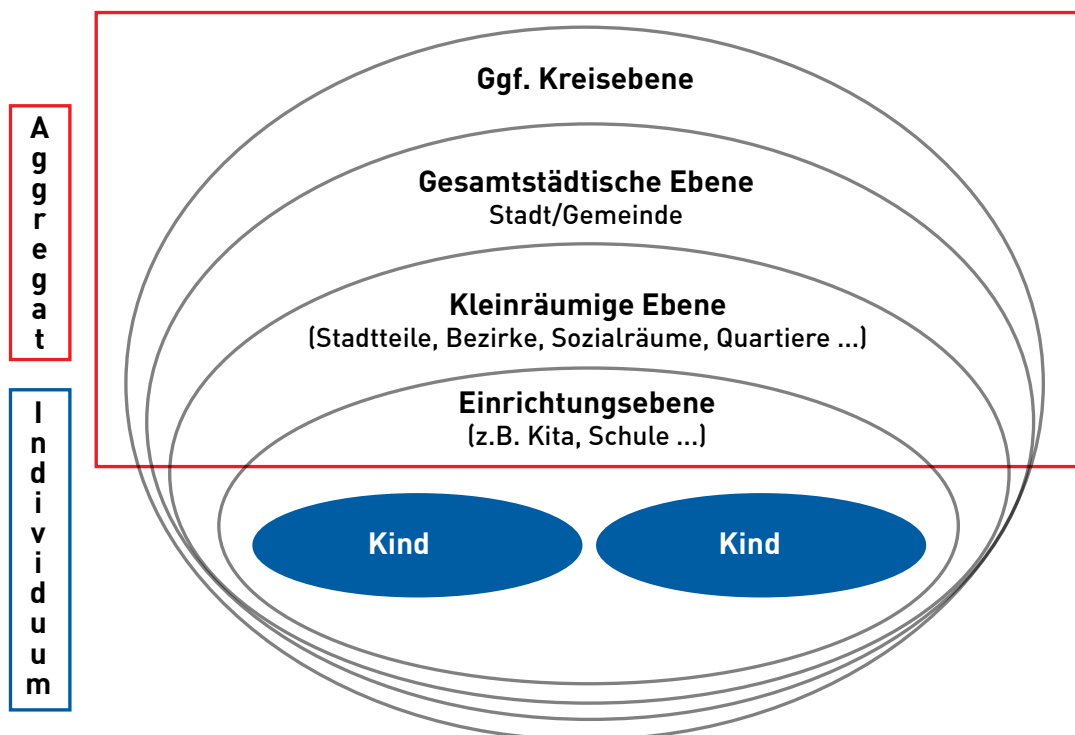 Ggf. Kreisebene
Aggregat
Gesamtstädtische Ebene
Stadt/Gemeinde
Kleinräumige Ebene
(Stadtteile, Bezirke, Sozialräume, Quartiere ...)
Einrichtungsebene
(z.B. Kita, Schule ...)
Individuum
Kind
Kind